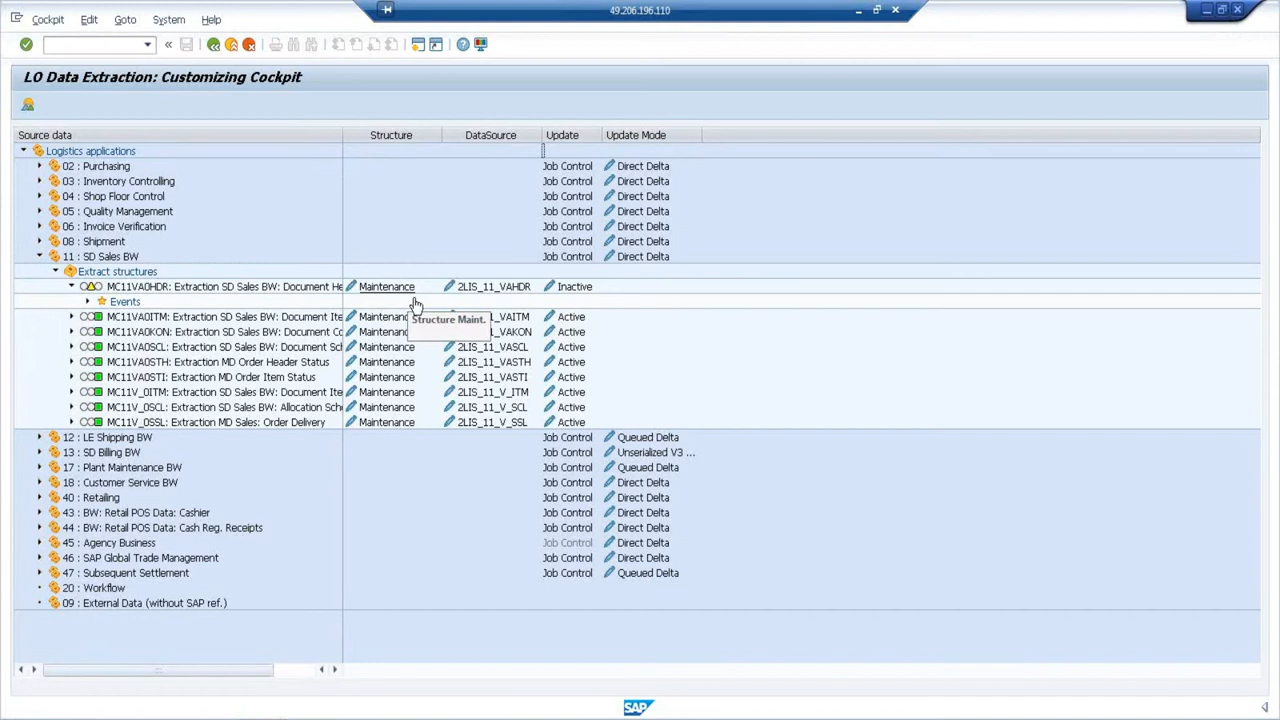 49.206.196.110
Cockpit Edit Goto System Help
LO Data Extraction: Customizing Cockpit
Source data Structure DataSource Update Update Mode
Logistics applications
02 : Purchasing Job Control Direct Delta
03 : Inventory Controlling Job Control Direct Delta
04 : Shop Floor Control Job Control Direct Delta
05 : Quality Management Job Control Direct Delta
06 : Invoice Verification Job Control Direct Delta
08 : Shipment Job Control Direct Delta
11 : SD Sales BW Job Control Direct Delta
Extract structures
MC11VA0HDR: Extraction SD Sales BW: Document He Maintenance 2LIS_11_VAHDR Inactive
Events
Structure Maint.
MC11VA0ITM: Extraction SD Sales BW: Document Ite Maintenanc _VAITM Active
MC11VA0KON: Extraction SD Sales BW: Document Co Maintenanc _VAKON Active
MC11VA0SCL: Extraction SD Sales BW: Document Sch Maintenance 2LIS_11_VASCL Active
MC11VA0STH: Extraction MD Order Header Status Maintenance 2LIS_11_VASTH Active
MC11VA0STI: Extraction MD Order Item Status Maintenance 2LIS_11_VASTI Active
MC11V_0ITM: Extraction SD Sales BW: Document Ite Maintenance 2LIS_11_V_ITM Active
MC11V_0SCL: Extraction SD Sales BW: Allocation Sche Maintenance 2LIS_11_V_SCL Active
MC11V_0SSL: Extraction MD Sales: Order Delivery Maintenance 2LIS_11_V_SSL Active
12 : LE Shipping BW Job Control Queued Delta
13 : SD Billing BW Job Control Unserialized V3 ...
17 : Plant Maintenance BW Job Control Queued Delta
18 : Customer Service BW Job Control Direct Delta
40 : Retailing Job Control Direct Delta
43 : BW: Retail POS Data: Cashier Job Control Direct Delta
44 : BW: Retail POS Data: Cash Reg. Receipts Job Control Direct Delta
45 : Agency Business Job Control Direct Delta
46 : SAP Global Trade Management Job Control Direct Delta
47 : Subsequent Settlement Job Control Queued Delta
20 : Workflow
09 : External Data (without SAP ref.)
SAP